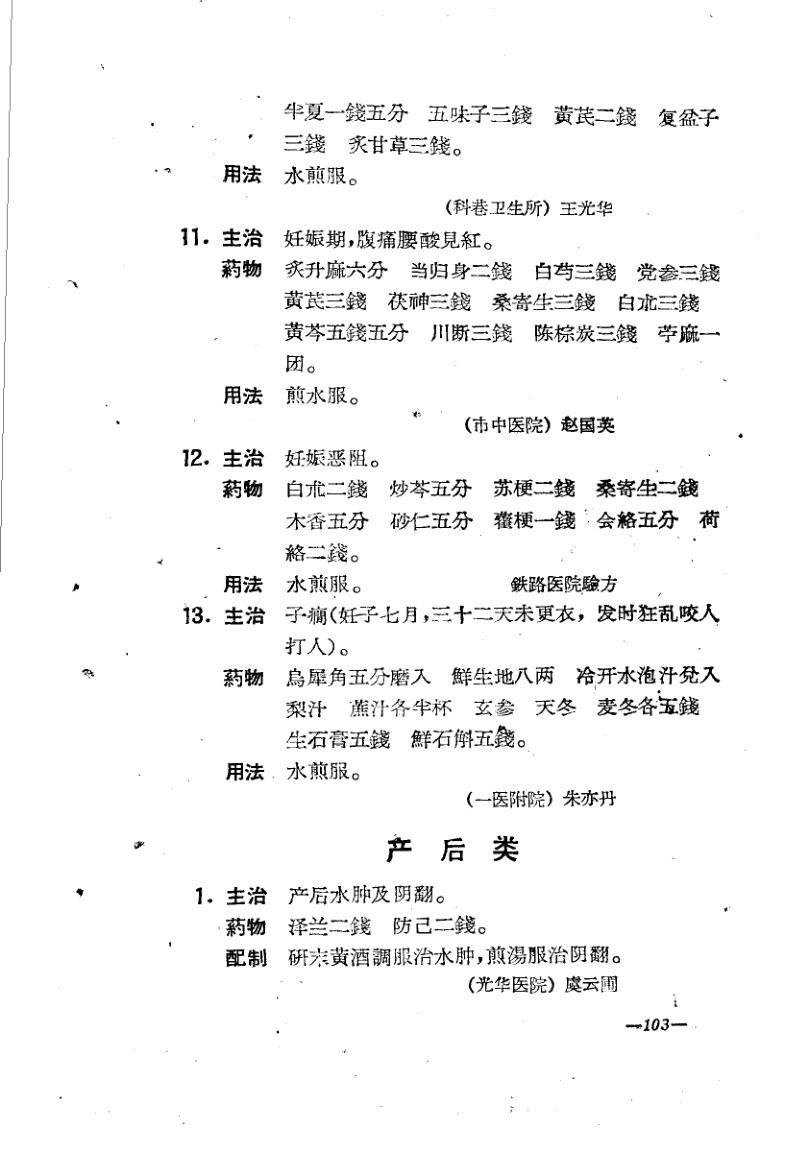 半夏一錢五分　五味子三錢　黃芪二錢　复盆子
三錢　炙甘草三錢。
用法　水煎服。
（科巷卫生所）王光华
11. 主治　妊娠期，腹痛腰酸見紅。
葯物　炙升麻六分　当归身二錢　白芍三錢　党参三錢
黃芪三錢　茯神三錢　桑寄生三錢　白朮三錢
黃芩五錢五分　川断三錢　陈棕炭三錢　苧麻一
团。
用法　煎水服。
（市中医院）赵国英
12. 主治　妊娠恶阻。
葯物　白朮二錢　炒芩五分　苏梗二錢　桑寄生二錢
木香五分　砂仁五分　藿梗一錢　会絡五分　荷
絡二錢。
用法　水煎服。　鉄路医院驗方
13. 主治　子痫（妊子七月，三十二天未更衣，发时狂乱咬人
打人）。
葯物　烏犀角五分磨入　鮮生地八两　冷开水泡汁兌入
梨汁　蔗汁各半杯　玄參　天冬　麦冬各五錢
生石膏五錢　鮮石斛五錢。
用法　水煎服。
（一医附院）朱亦丹
产后类
1. 主治　产后水肿及阴翻。
葯物　泽兰二錢　防己二錢。
配制　研末黃酒調服治水肿，煎湯服治阴翻。
（光华医院）虞云圃
—103—